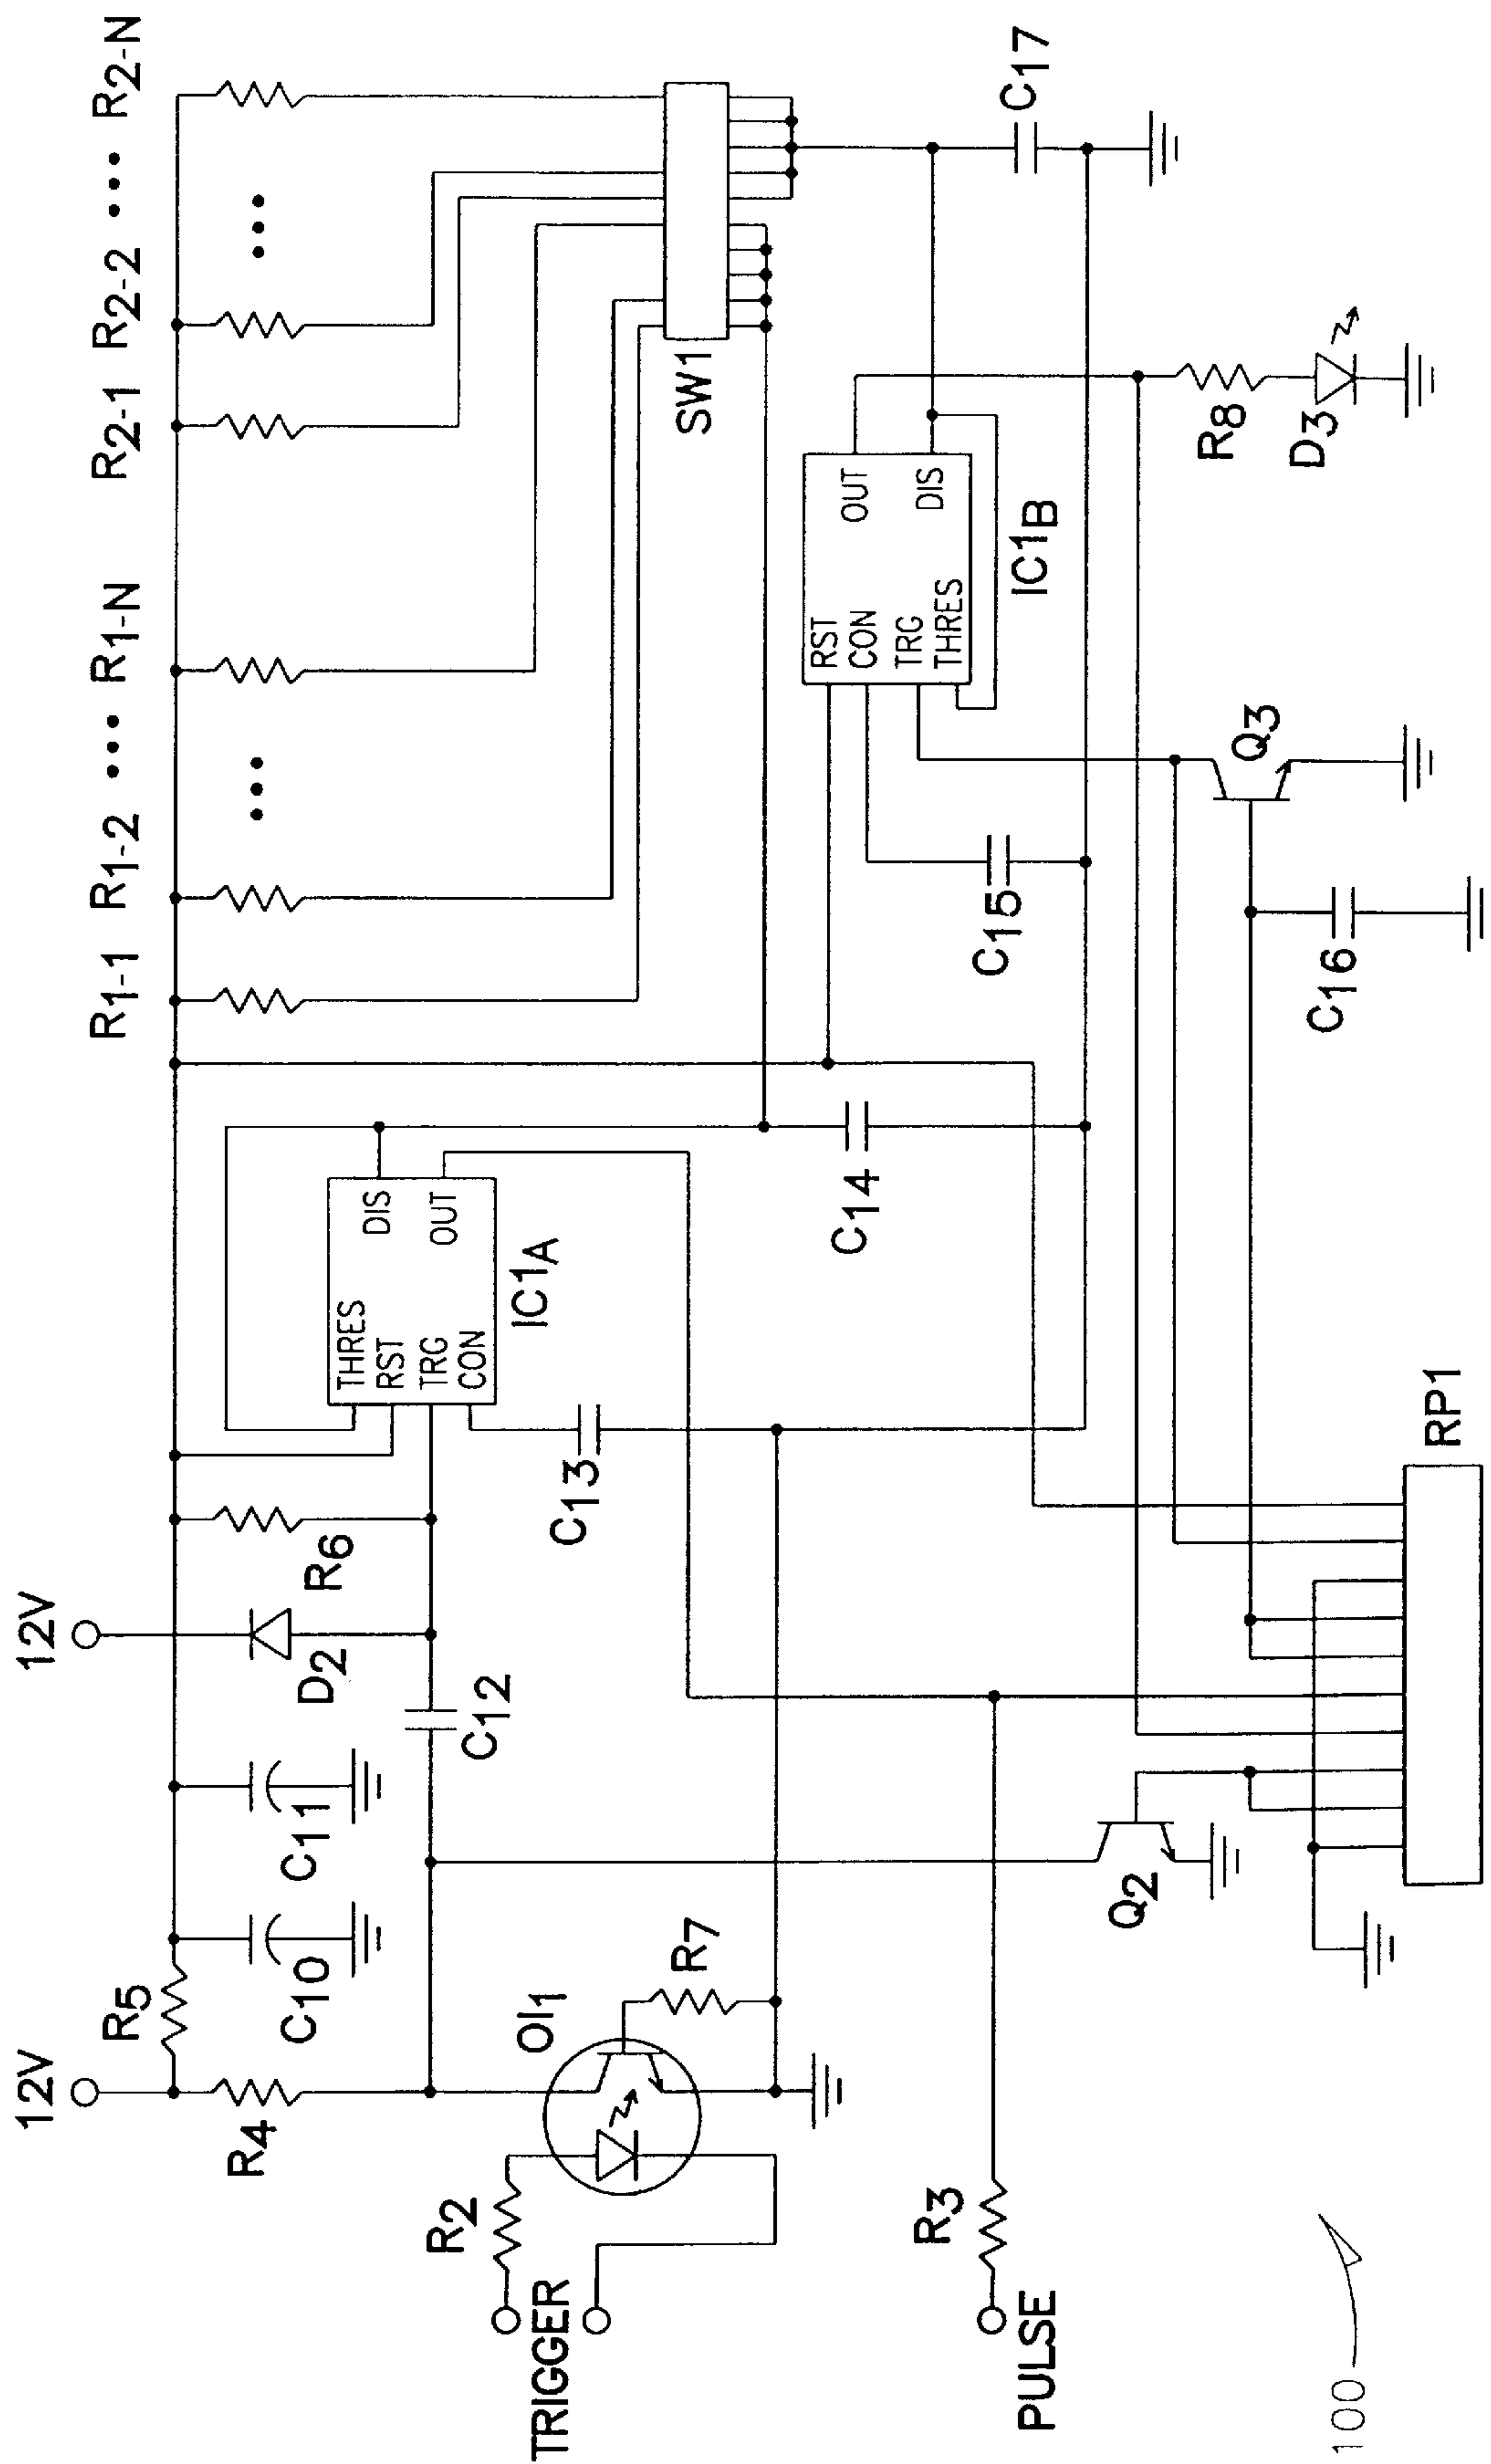 12V
12V
R5
R4
C10
C11
D2
R6
C12
THRES
RST
TRG
CON
DIS
OUT
IC1A
C13
C14
R1-1
R1-2
•••
R1-N
•••
R2-1
R2-2
•••
R2-N
•••
SW1
RST
CON
TRG
THRES
OUT
DIS
IC1B
C15
C17
R8
D3
Q3
C16
TRIGGER
R2
OI1
R7
PULSE
R3
Q2
RP1
100